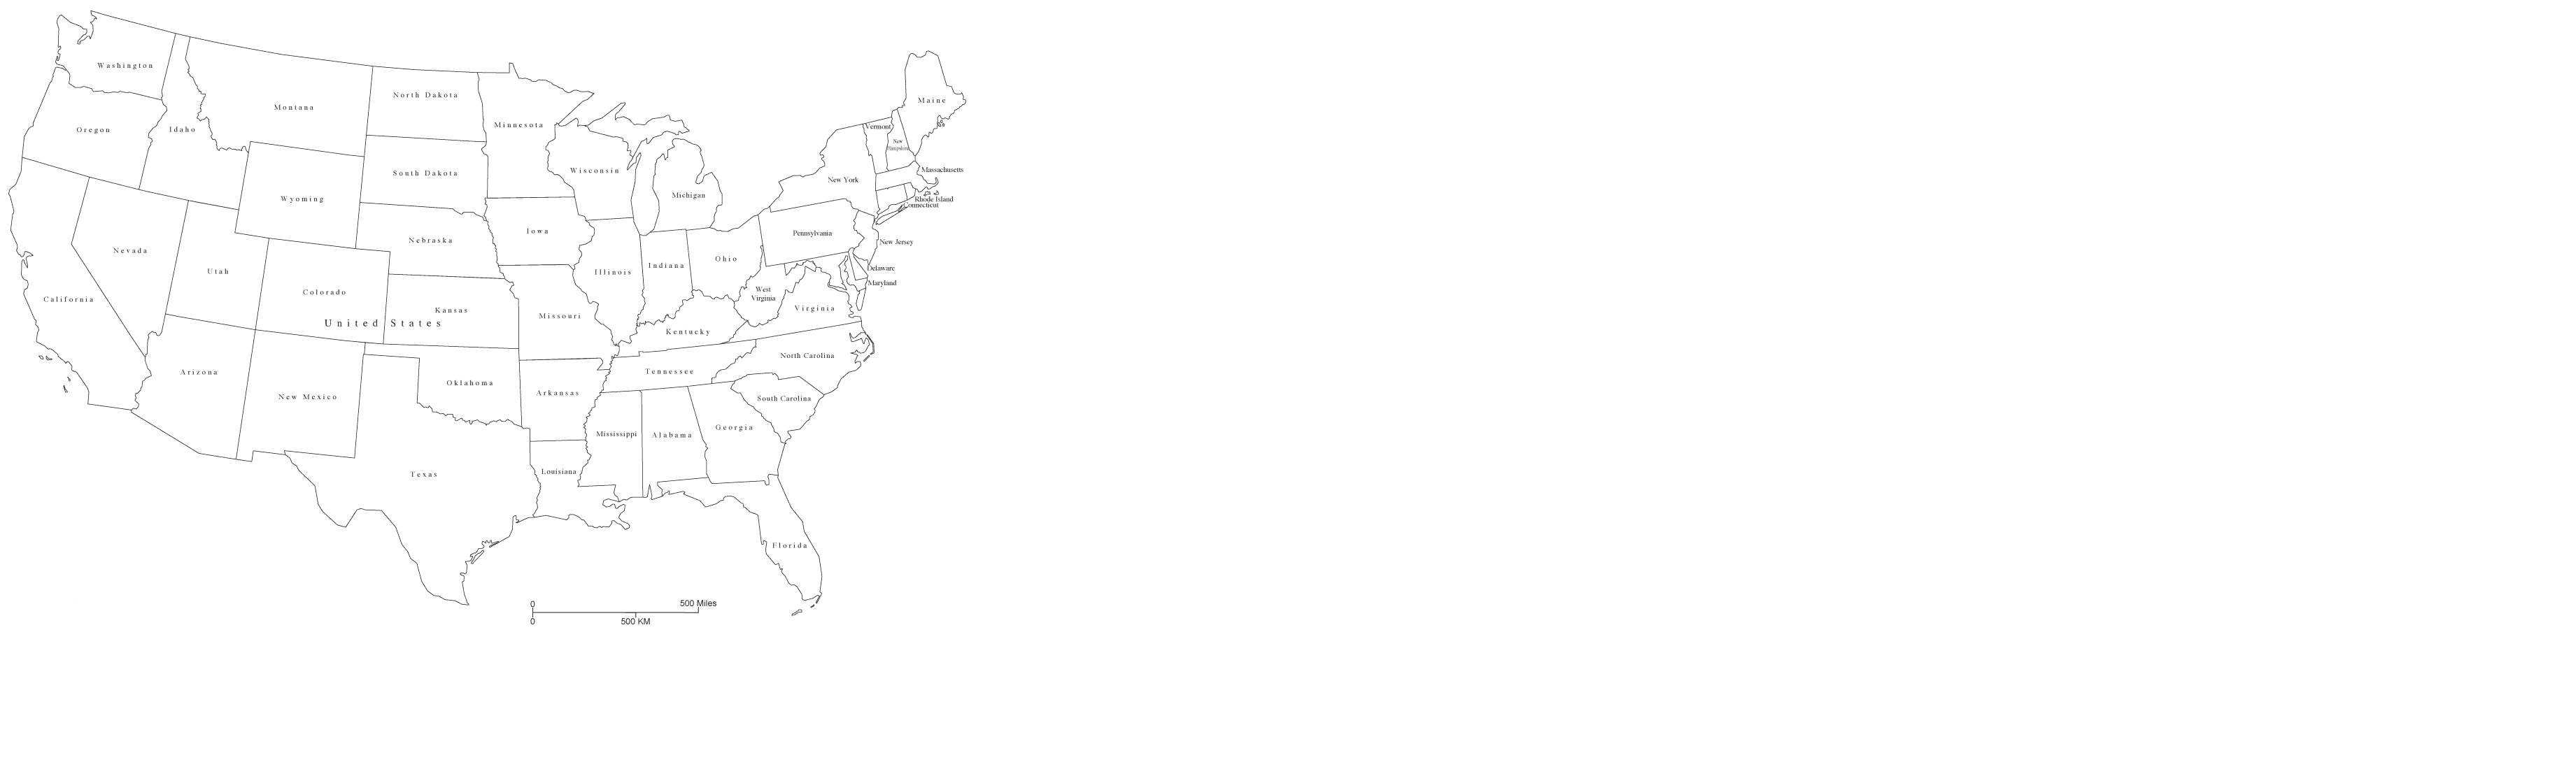 Washington
Montana
North Dakota
Minnesota
Maine
Oregon
Idaho
Vermont
New
Hampshire
South Dakota
Wisconsin
Massachusetts
New York
Michigan
Wyoming
Rhode Island
Connecticut
Iowa
Pennsylvania
Nebraska
New Jersey
Nevada
Utah
Illinois
Indiana
Ohio
Delaware
Maryland
California
Colorado
West
Virginia
Virginia
Kansas
Missouri
United States
Kentucky
North Carolina
Arizona
Tennessee
Oklahoma
New Mexico
Arkansas
South Carolina
Georgia
Mississippi
Alabama
Texas
Louisiana
Florida
0
500 Miles
0
500 KM